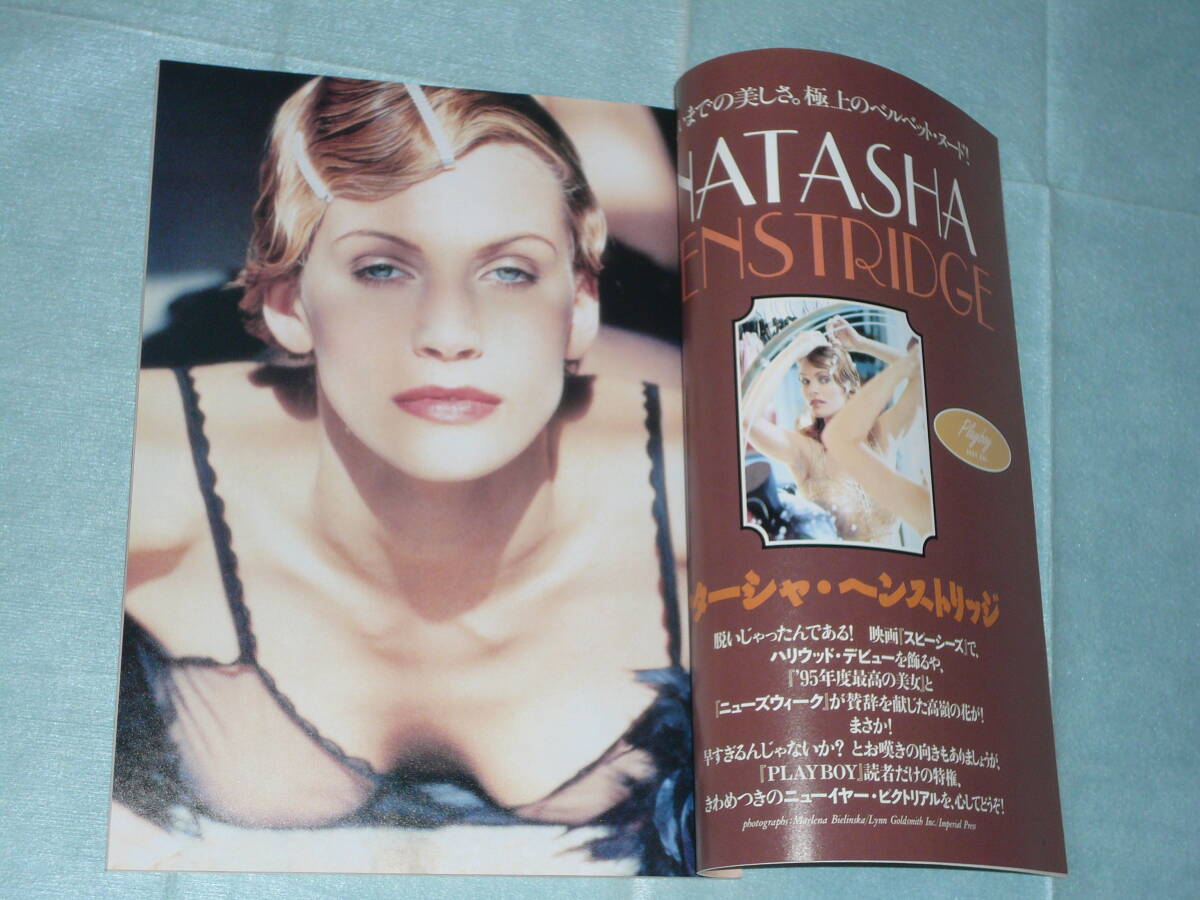 までの美しさ。極上のベルベット・ヌード!
NATASHA
ENSTRIDGE
Playboy
ターシャ・ヘンストリッジ
脱いじゃったんである! 映画『スピーシーズ』で、
ハリウッド・デビューを飾るや、
『'95年度最高の美女』と
『ニューズウィーク』が賛辞を献じた高嶺の花が!
まさか!
早すぎるんじゃないか? とお嘆きの向きもありましょうが、
『PLAYBOY』読者だけの特権、
きわめつきのニューイヤー・ピクトリアルを、心してどうぞ!
photographs:Marlena Bielinska/Lynn Goldsmith Inc./Imperial Press